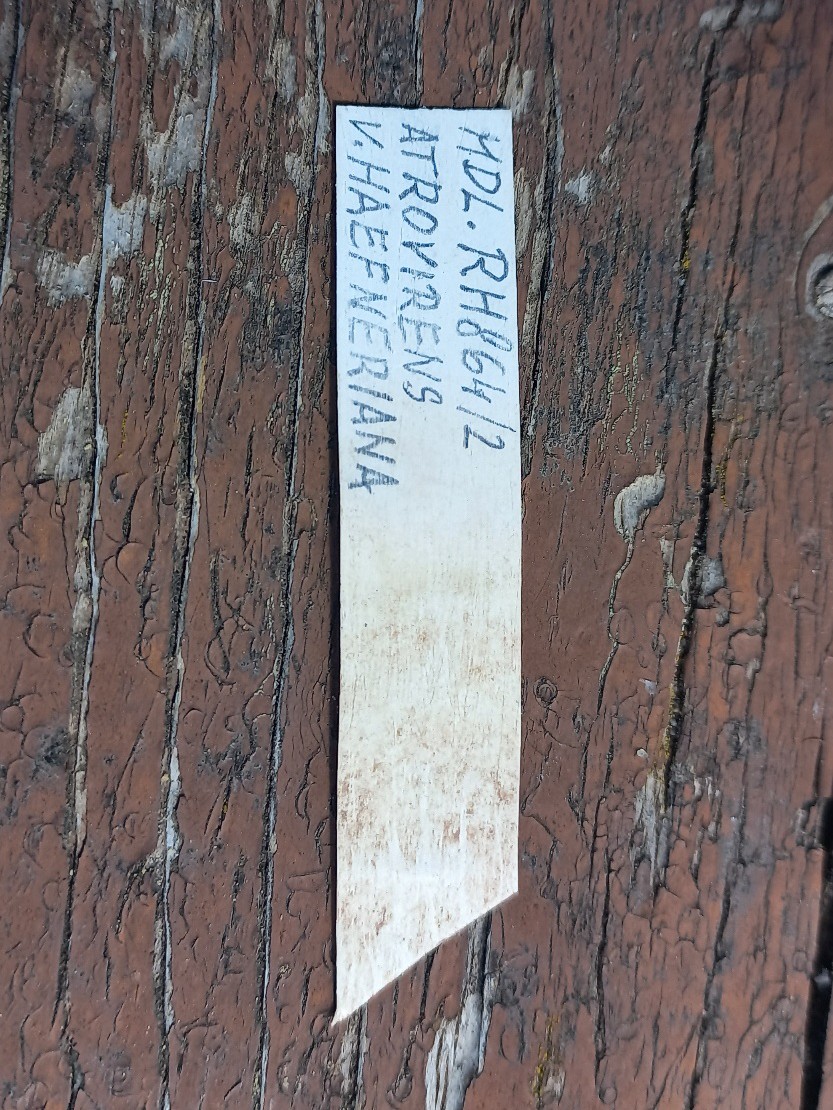 MDL. RH864/2
ATROVIRENS
V. HAEFNERIANA